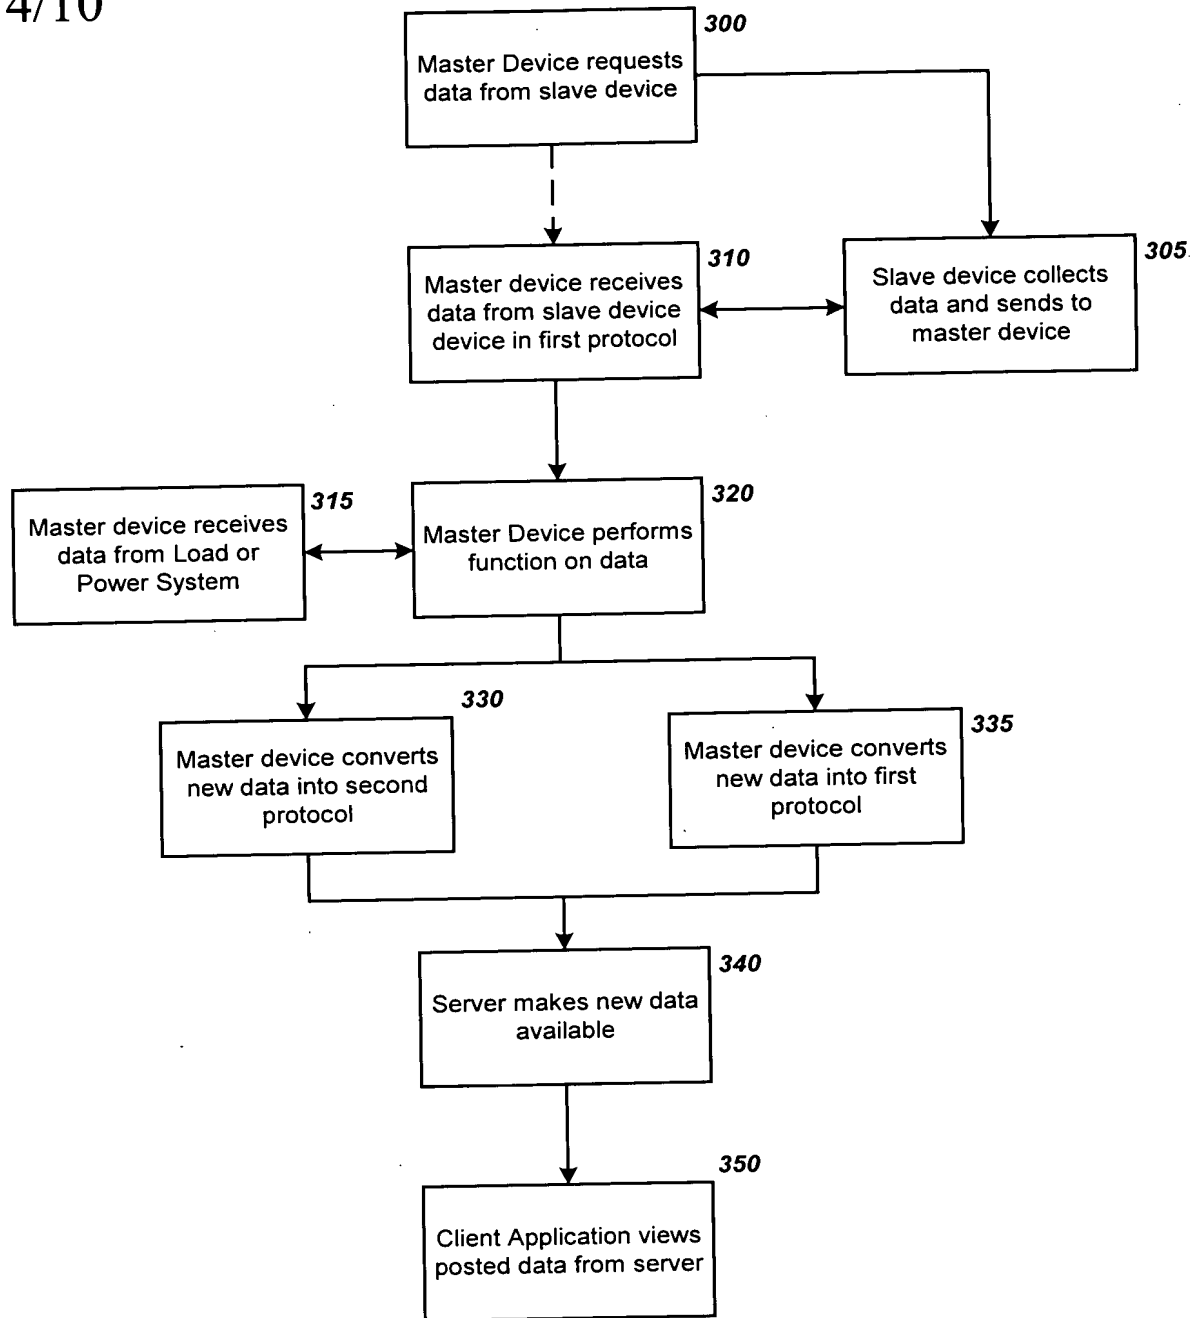 4/10
300
Master Device requests
data from slave device
310
Master device receives
data from slave device
device in first protocol
305
Slave device collects
data and sends to
master device
315
Master device receives
data from Load or
Power System
320
Master Device performs
function on data
330
Master device converts
new data into second
protocol
335
Master device converts
new data into first
protocol
340
Server makes new data
available
350
Client Application views
posted data from server